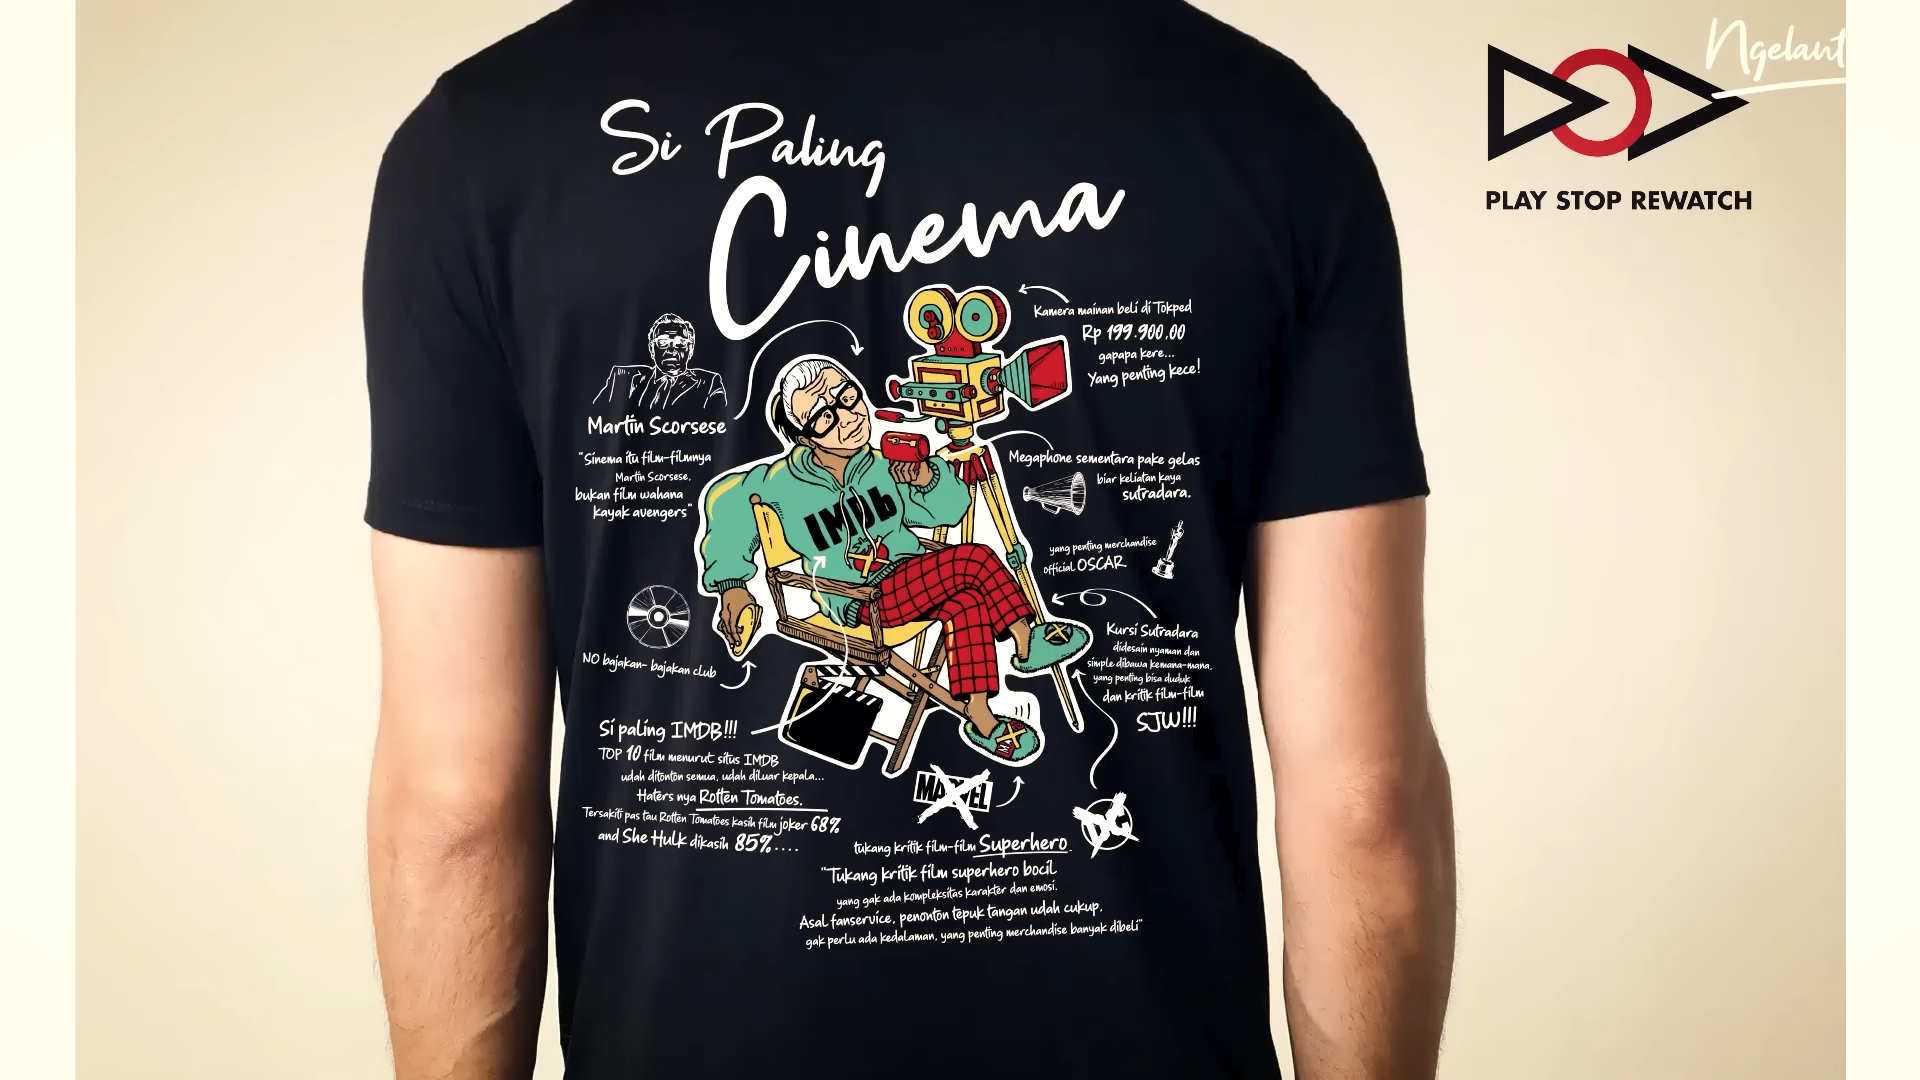 Ngelant
PLAY STOP REWATCH
Si Paling
Cinema
Kamera mainan beli di Tokped
Rp 199.900,00
gapapa kere...
Yang penting kece!
Martin Scorsese
"Sinema itu film-filmnya
Martin Scorsese,
bukan film wahana
kayak avengers"
Megaphone sementara pake gelas
biar keliatan kaya
sutradara.
IMDb
yang penting merchandise
official OSCAR
Kursi Sutradara
didesain nyaman dan
simple dibawa kemana-mana,
yang penting bisa duduk
dan kritik film-film
SJW!!!
NO bajakan- bajakan club
Si paling IMDB!!!
TOP 10 film menurut situs IMDB
udah ditonton semua, udah diluar kepala...
Haters nya Rotten Tomatoes.
Tersakiti pas tau Rotten Tomatoes kasih film joker 68%
and She Hulk dikasih 85%....
MARVEL
DC
tukang kritik film-film Superhero.
"Tukang kritik film superhero bocil
yang gak ada kompleksitas karakter dan emosi.
Asal fanservice, penonton tepuk tangan udah cukup,
gak perlu ada kedalaman, yang penting merchandise banyak dibeli"